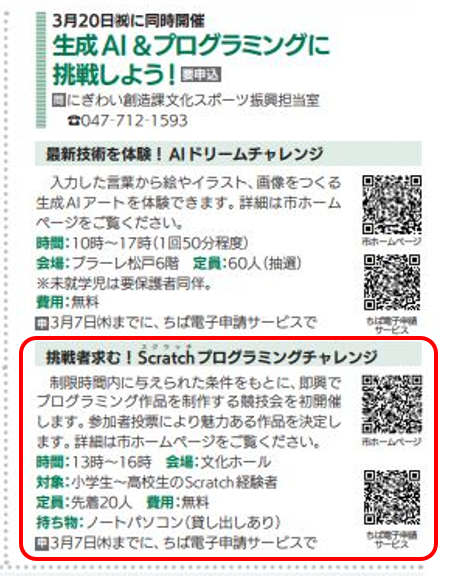 3月20日㈷に同時開催
生成AI&プログラミングに
挑戦しよう！要申込
問にぎわい創造課文化スポーツ振興担当室
☎047-712-1593
最新技術を体験！AIドリームチャレンジ
入力した言葉から絵やイラスト、画像をつくる
生成AIアートを体験できます。詳細は市ホーム
ページをご覧ください。
時間：10時～17時（1回50分程度）
会場：プラーレ松戸6階　定員：60人（抽選）
※未就学児は要保護者同伴。
費用：無料
申3月7日㈭までに、ちば電子申請サービスで
市ホームページ
ちば電子申請
サービス
スクラッチ
挑戦者求む！Scratchプログラミングチャレンジ
制限時間内に与えられた条件をもとに、即興で
プログラミング作品を制作する競技会を初開催
します。参加者投票により魅力ある作品を決定し
ます。詳細は市ホームページをご覧ください。
時間：13時～16時　会場：文化ホール
対象：小学生～高校生のScratch経験者
定員：先着20人　費用：無料
持ち物：ノートパソコン（貸し出しあり）
申3月7日㈭までに、ちば電子申請サービスで
市ホームページ
ちば電子申請
サービス